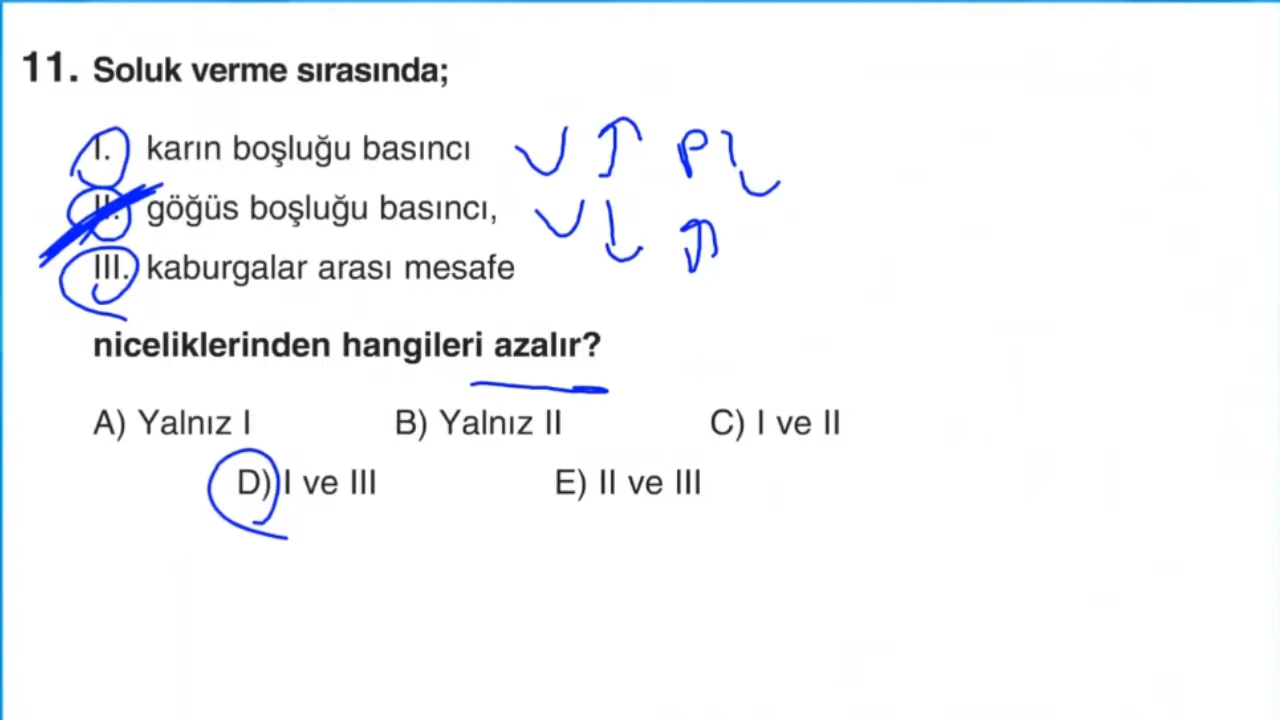 11. Soluk verme sırasında;
I. karın boşluğu basıncı V ↑ P ↓
II. göğüs boşluğu basıncı, V ↓ ↑
III. kaburgalar arası mesafe
niceliklerinden hangileri azalır?
A) Yalnız I B) Yalnız II C) I ve II
D) I ve III E) II ve III